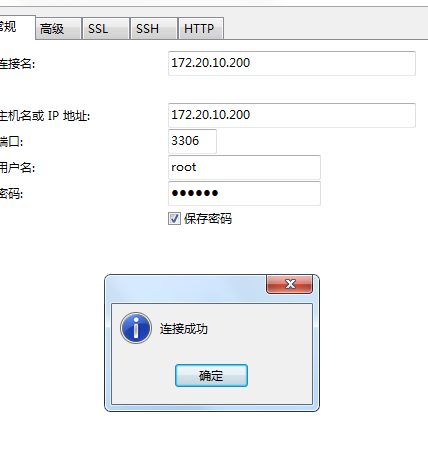 常规 高级 SSL SSH HTTP
连接名: 172.20.10.200
主机名或 IP 地址: 172.20.10.200
端口: 3306
用户名: root
密码: ●●●●●●
保存密码
连接成功
确定